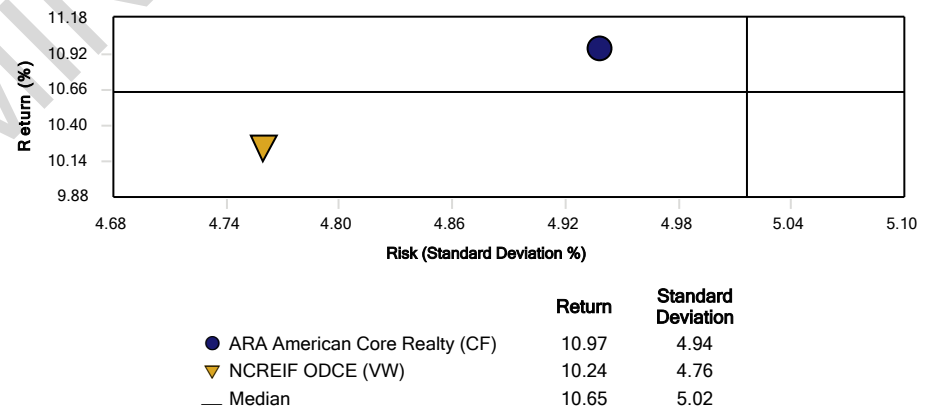 11.18
10.92
10.66
10.40
10.14
9.88
Return (%)
4.68 4.74 4.80 4.86 4.92 4.98 5.04 5.10
Risk (Standard Deviation %)
Return Standard Deviation
ARA American Core Realty (CF) 10.97 4.94
NCREIF ODCE (VW) 10.24 4.76
Median 10.65 5.02